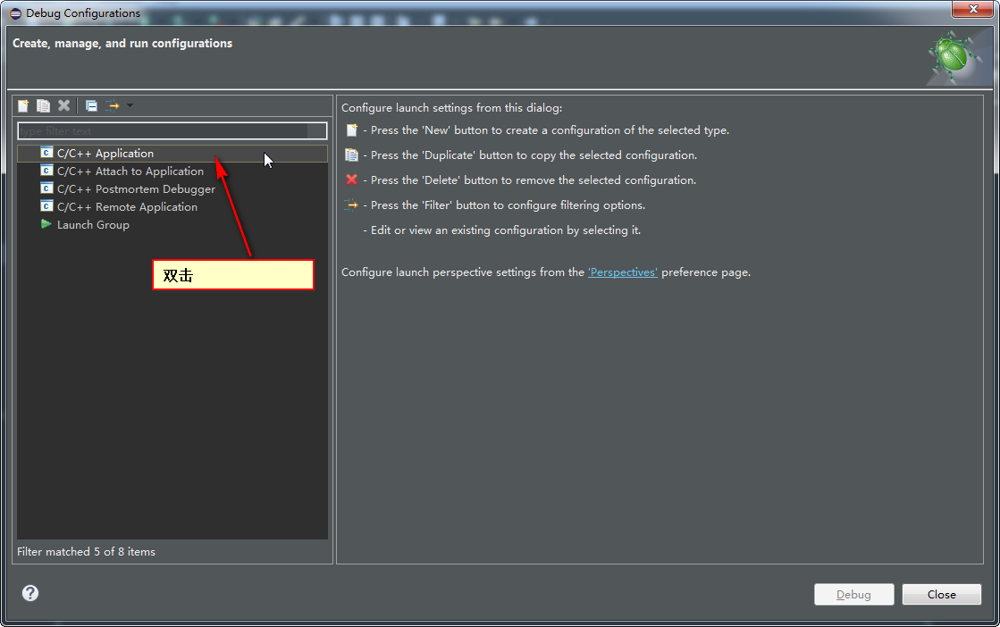 Debug Configurations
Create, manage, and run configurations
type filter text
C/C++ Application
C/C++ Attach to Application
C/C++ Postmortem Debugger
C/C++ Remote Application
Launch Group
双击
Filter matched 5 of 8 items
Configure launch settings from this dialog:
- Press the 'New' button to create a configuration of the selected type.
- Press the 'Duplicate' button to copy the selected configuration.
- Press the 'Delete' button to remove the selected configuration.
- Press the 'Filter' button to configure filtering options.
- Edit or view an existing configuration by selecting it.
Configure launch perspective settings from the 'Perspectives' preference page.
Debug
Close